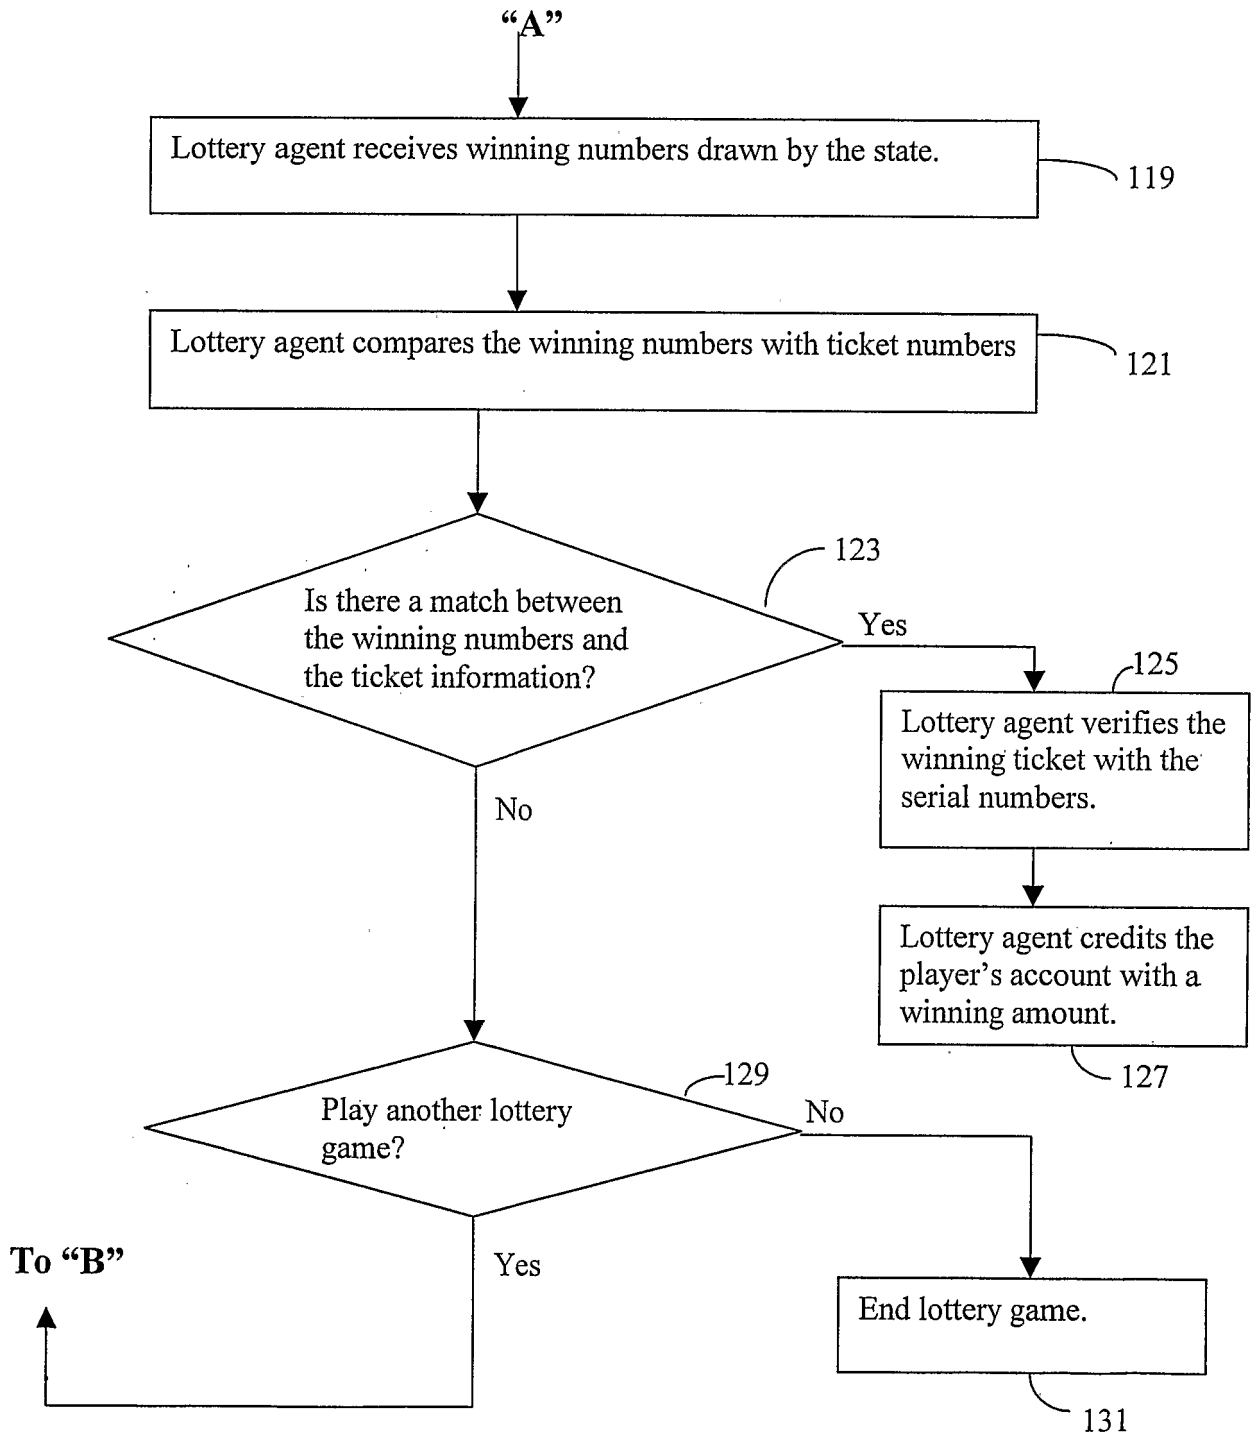 “A”
Lottery agent receives winning numbers drawn by the state.
119
Lottery agent compares the winning numbers with ticket numbers
121
123
Is there a match between
the winning numbers and
the ticket information?
Yes
125
Lottery agent verifies the
winning ticket with the
serial numbers.
No
Lottery agent credits the
player’s account with a
winning amount.
127
129
Play another lottery
game?
No
To “B”
Yes
End lottery game.
131